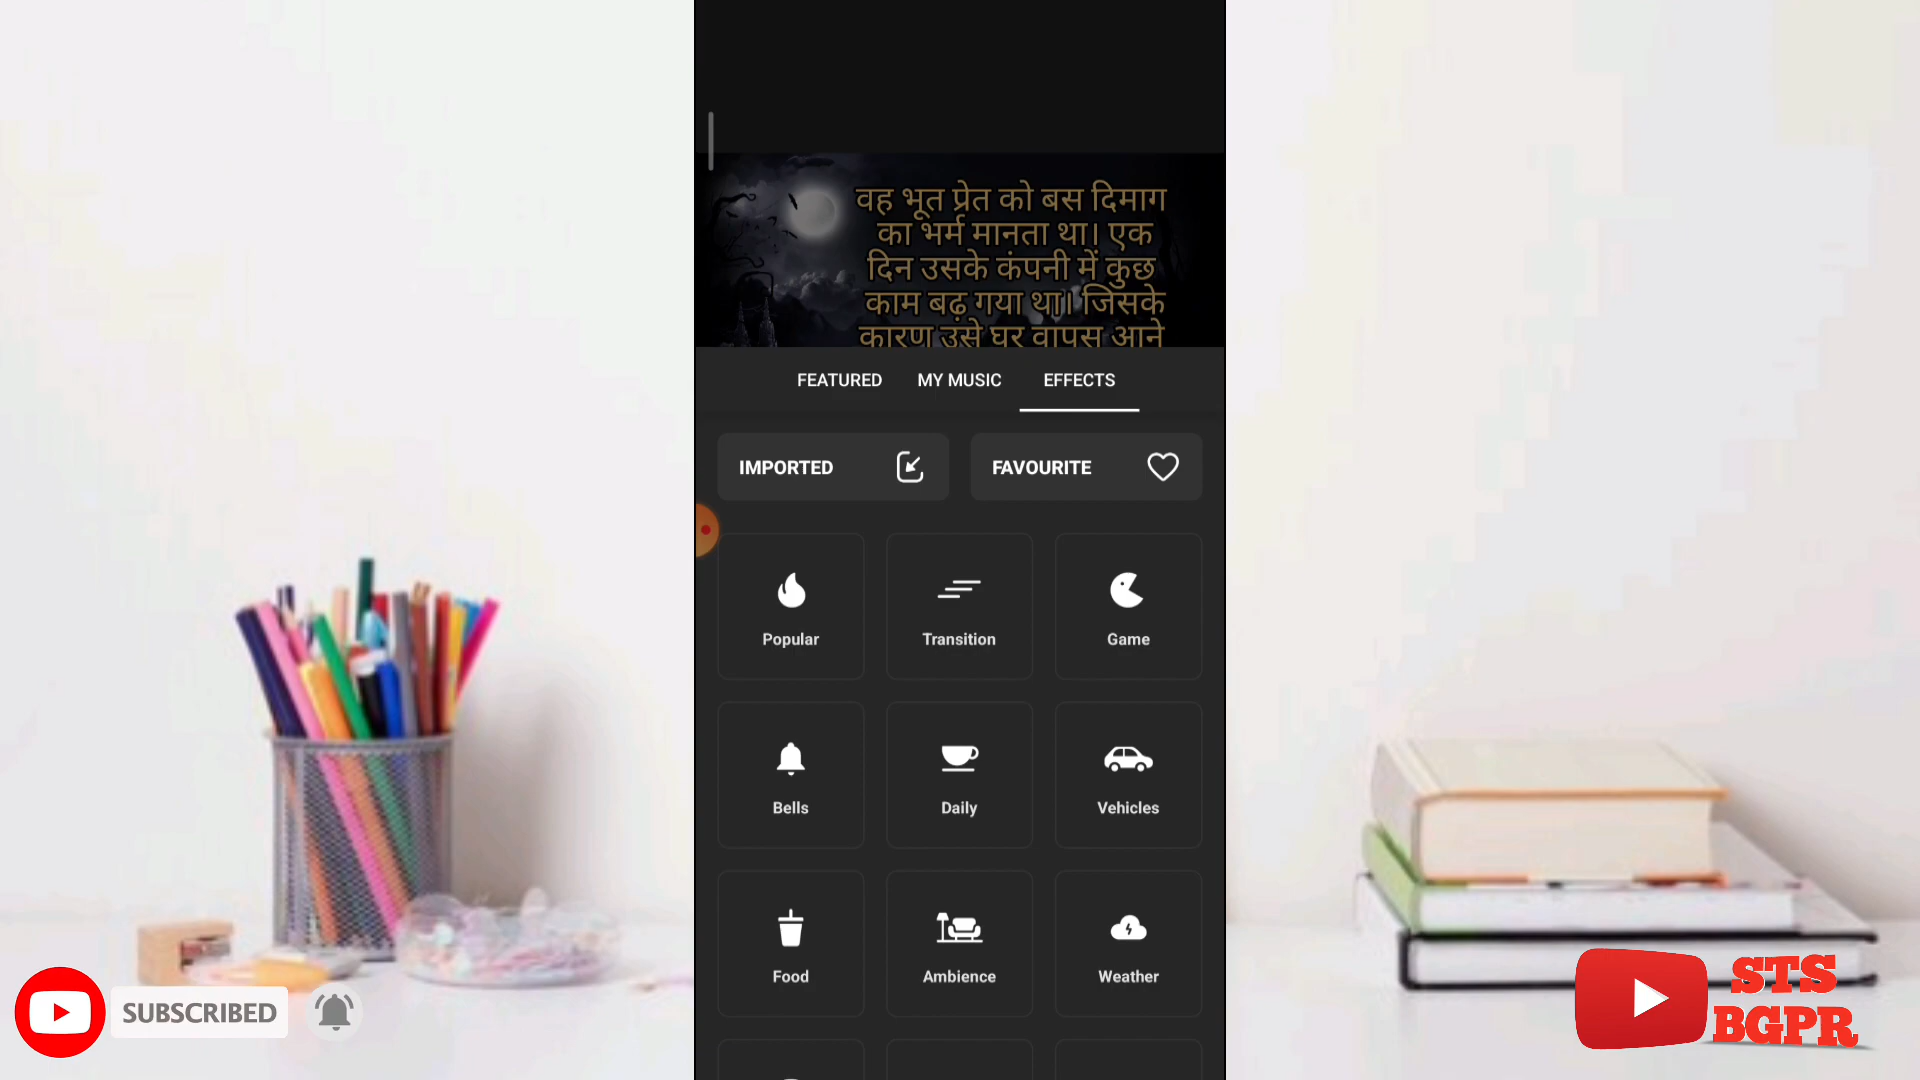 वह भूत प्रेत को बस दिमाग
का भर्म मानता था। एक
दिन उसके कंपनी में कुछ
काम बढ़ गया था। जिसके
कारण उसे घर वापस आने
FEATURED MY MUSIC EFFECTS
IMPORTED FAVOURITE
Popular Transition Game
Bells Daily Vehicles
Food Ambience Weather
SUBSCRIBED
STS
BGPR